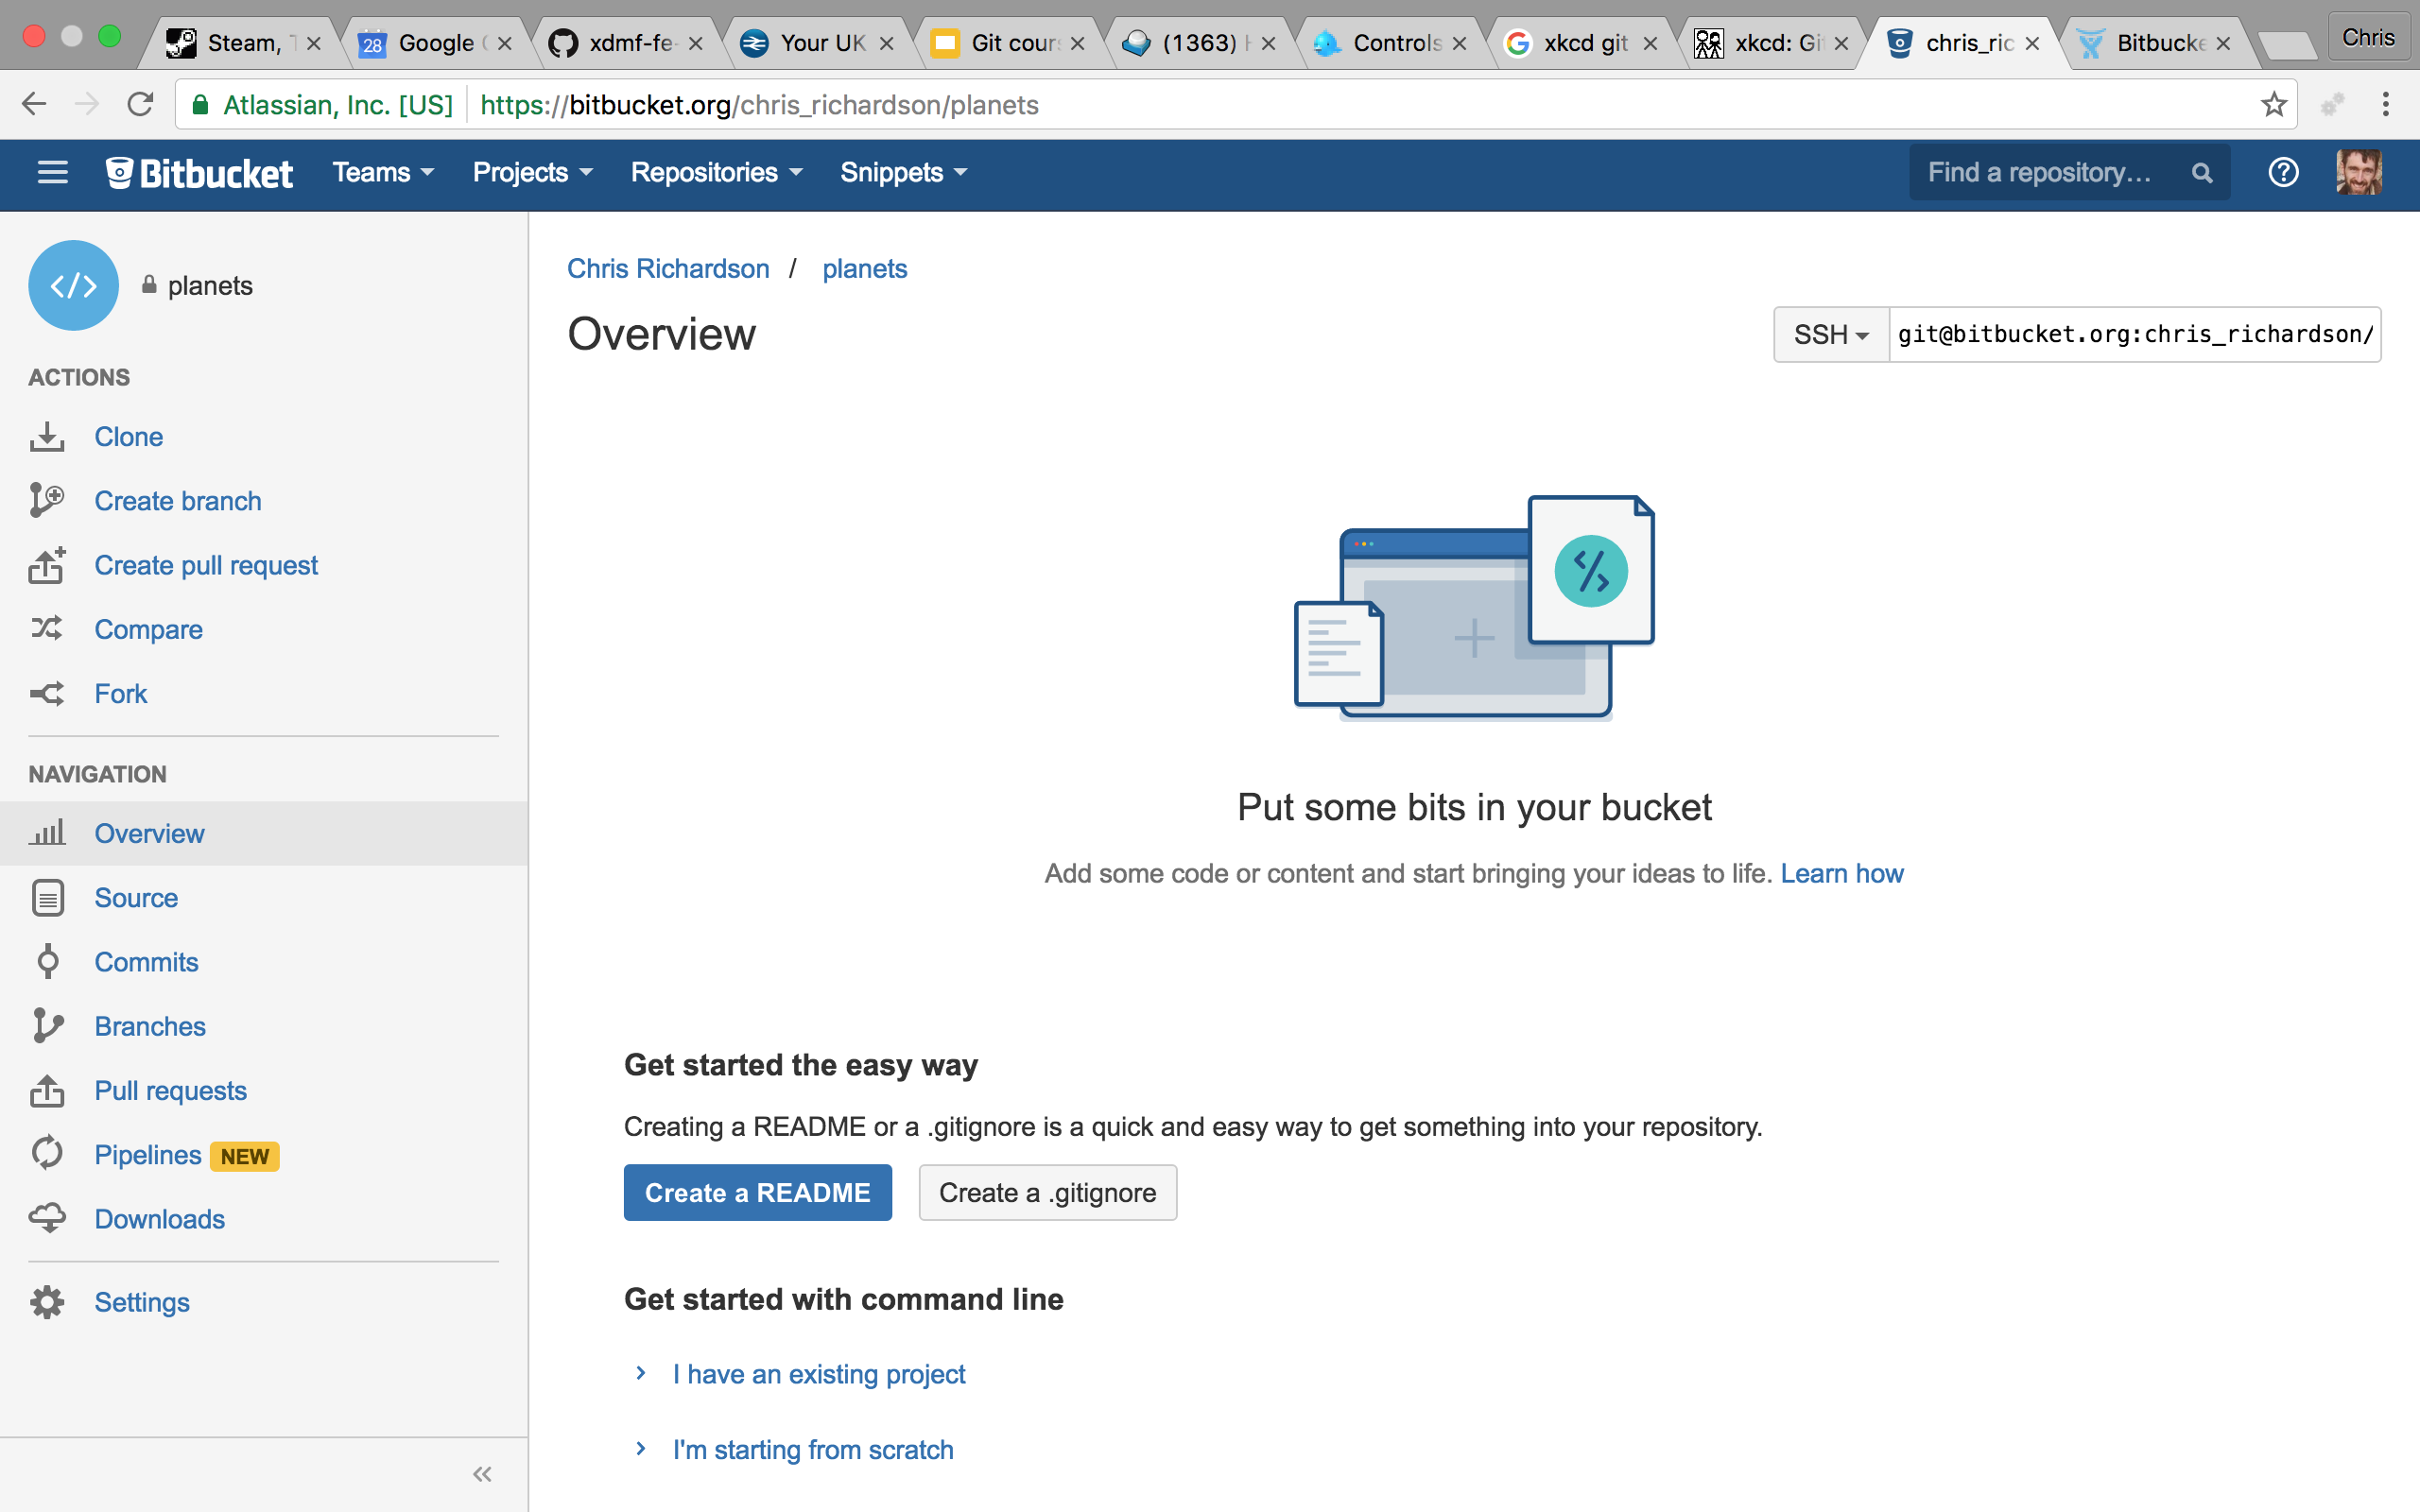 Steam, T
28 Google C
xdmf-fe-
Your UK
Git cours
(1363)
Controls
xkcd git
xkcd: Git
chris_ric
Bitbucke
Chris
Atlassian, Inc. [US] https://bitbucket.org/chris_richardson/planets
Bitbucket Teams Projects Repositories Snippets Find a repository...
planets
Chris Richardson / planets
Overview
SSH git@bitbucket.org:chris_richardson/
ACTIONS
Clone
Create branch
Create pull request
Compare
Fork
NAVIGATION
Overview
Source
Commits
Branches
Pull requests
Pipelines NEW
Downloads
Settings
Put some bits in your bucket
Add some code or content and start bringing your ideas to life. Learn how
Get started the easy way
Creating a README or a .gitignore is a quick and easy way to get something into your repository.
Create a README Create a .gitignore
Get started with command line
I have an existing project
I'm starting from scratch